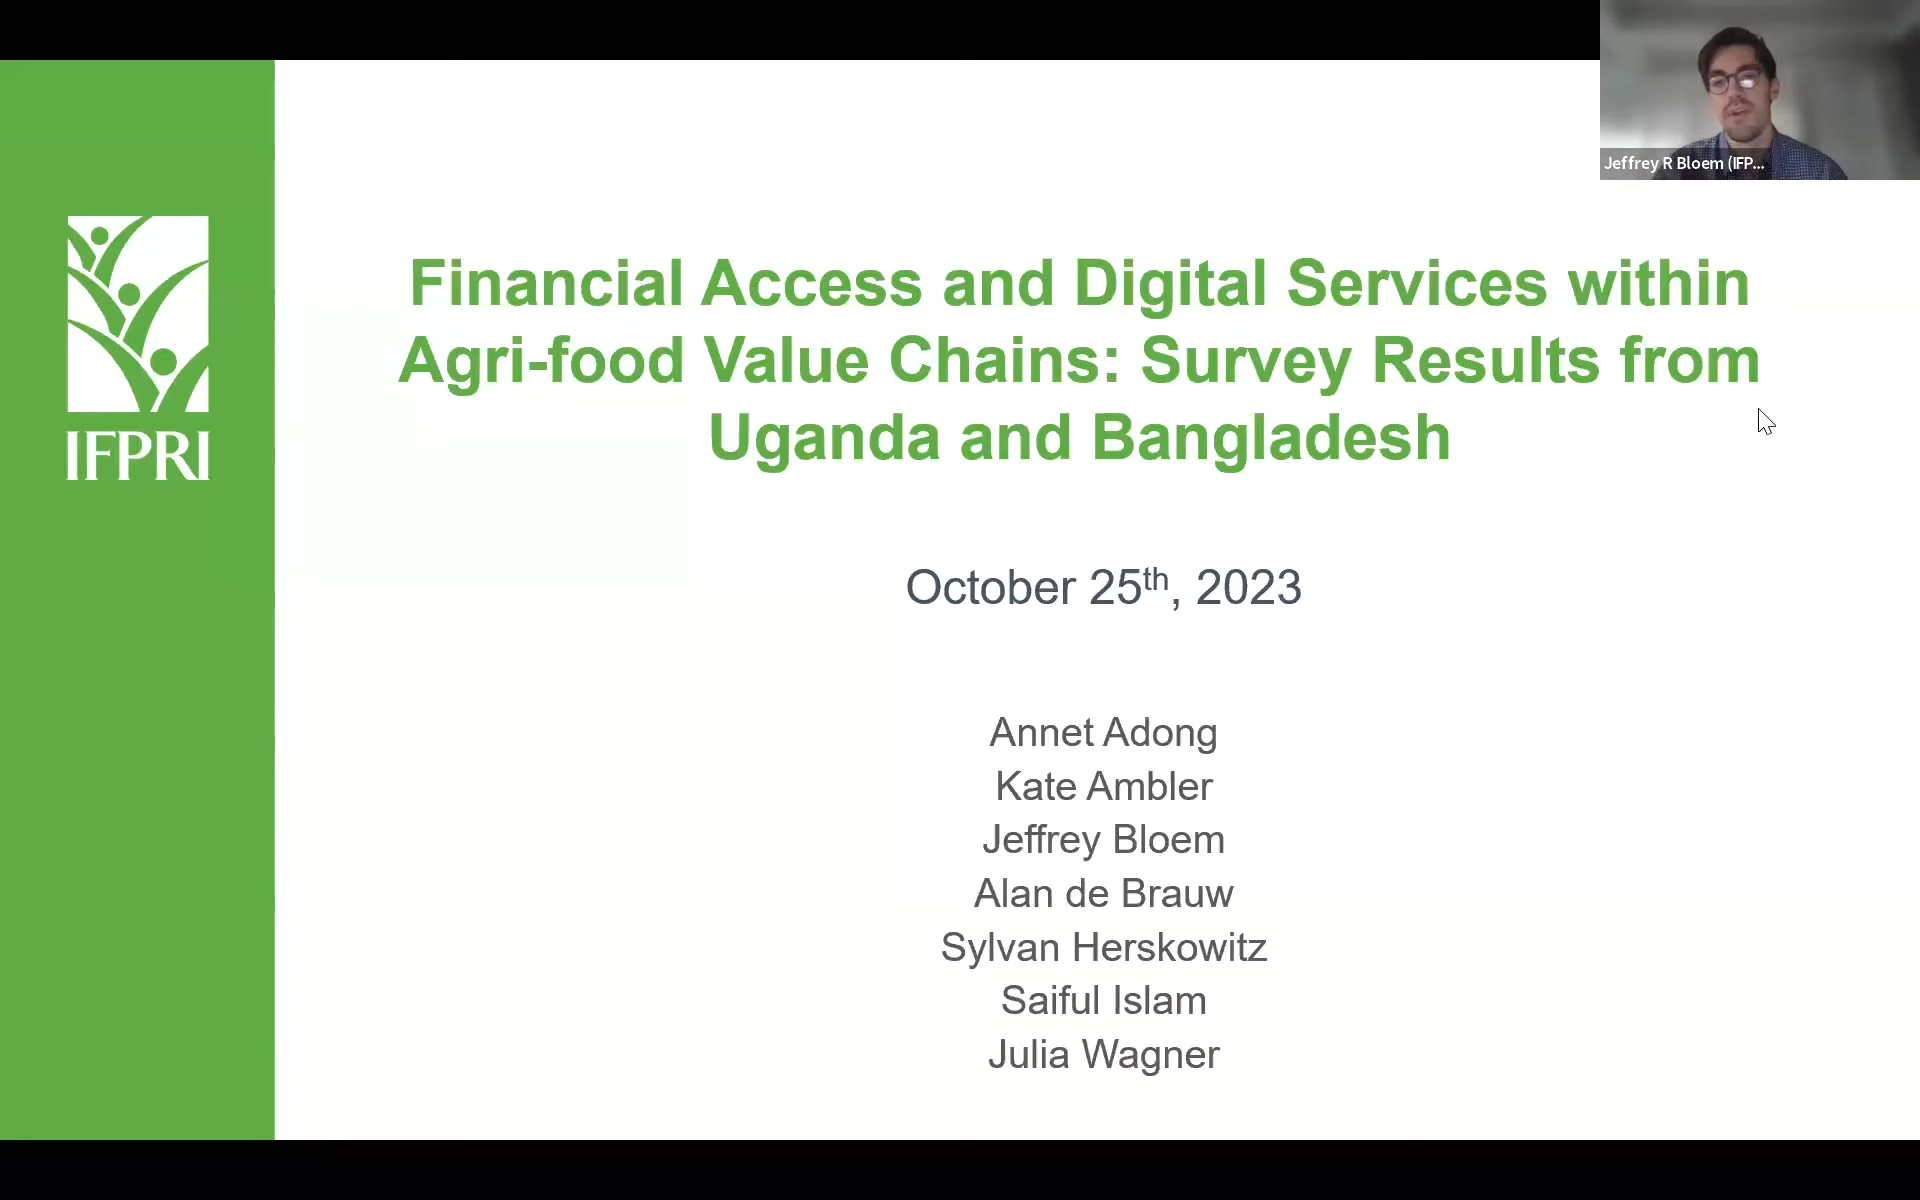 Jeffrey R Bloem (IFP...
IFPRI
Financial Access and Digital Services within
Agri-food Value Chains: Survey Results from
Uganda and Bangladesh
October 25th, 2023
Annet Adong
Kate Ambler
Jeffrey Bloem
Alan de Brauw
Sylvan Herskowitz
Saiful Islam
Julia Wagner